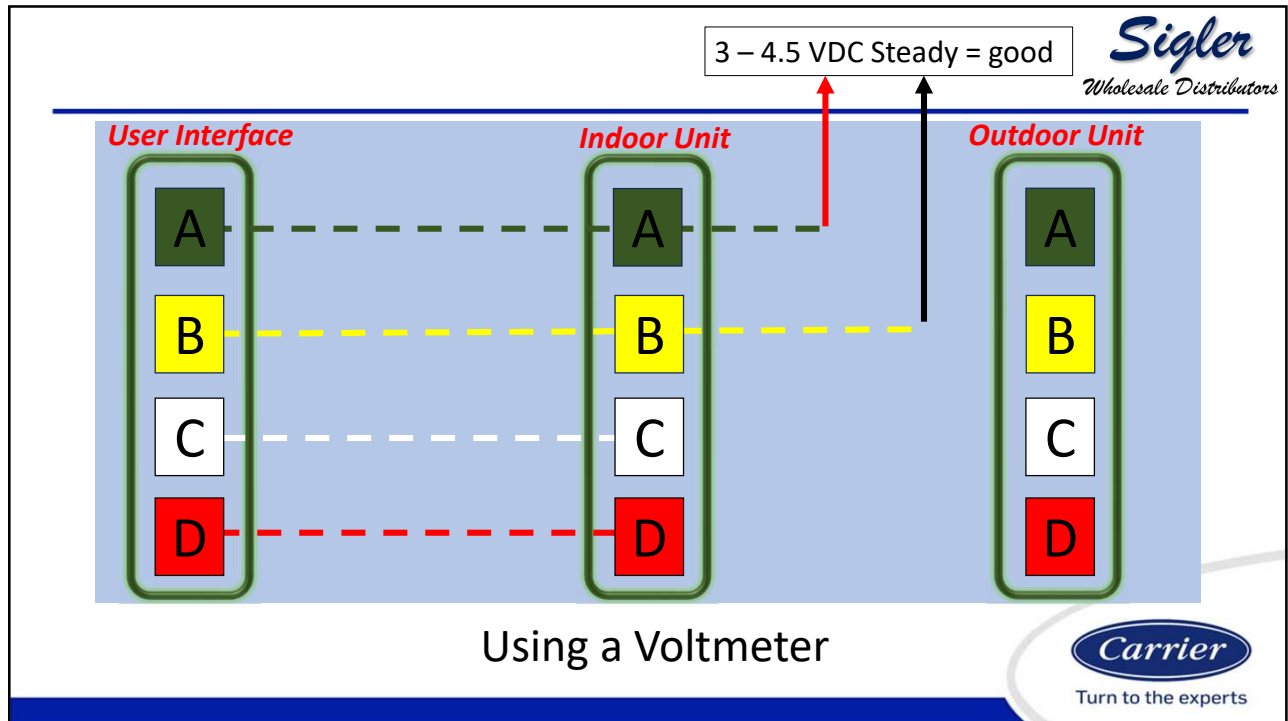 3 – 4.5 VDC Steady = good
Sigler
Wholesale Distributors
User Interface
Indoor Unit
Outdoor Unit
A
A
A
B
B
B
C
C
C
D
D
D
Using a Voltmeter
Carrier
Turn to the experts